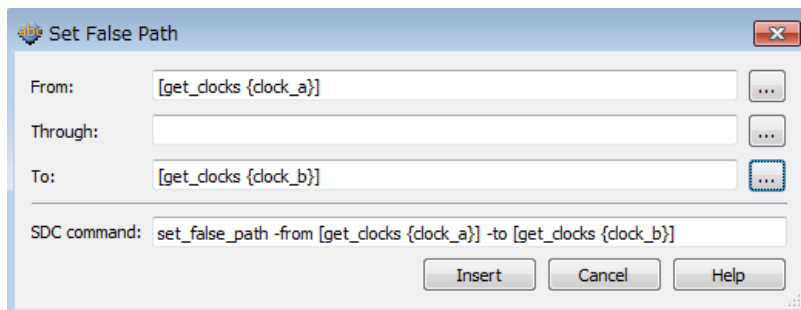 Set False Path
From: [get_clocks {clock_a}] ...
Through: ...
To: [get_clocks {clock_b}] ...
SDC command: set_false_path -from [get_clocks {clock_a}] -to [get_clocks {clock_b}]
Insert Cancel Help